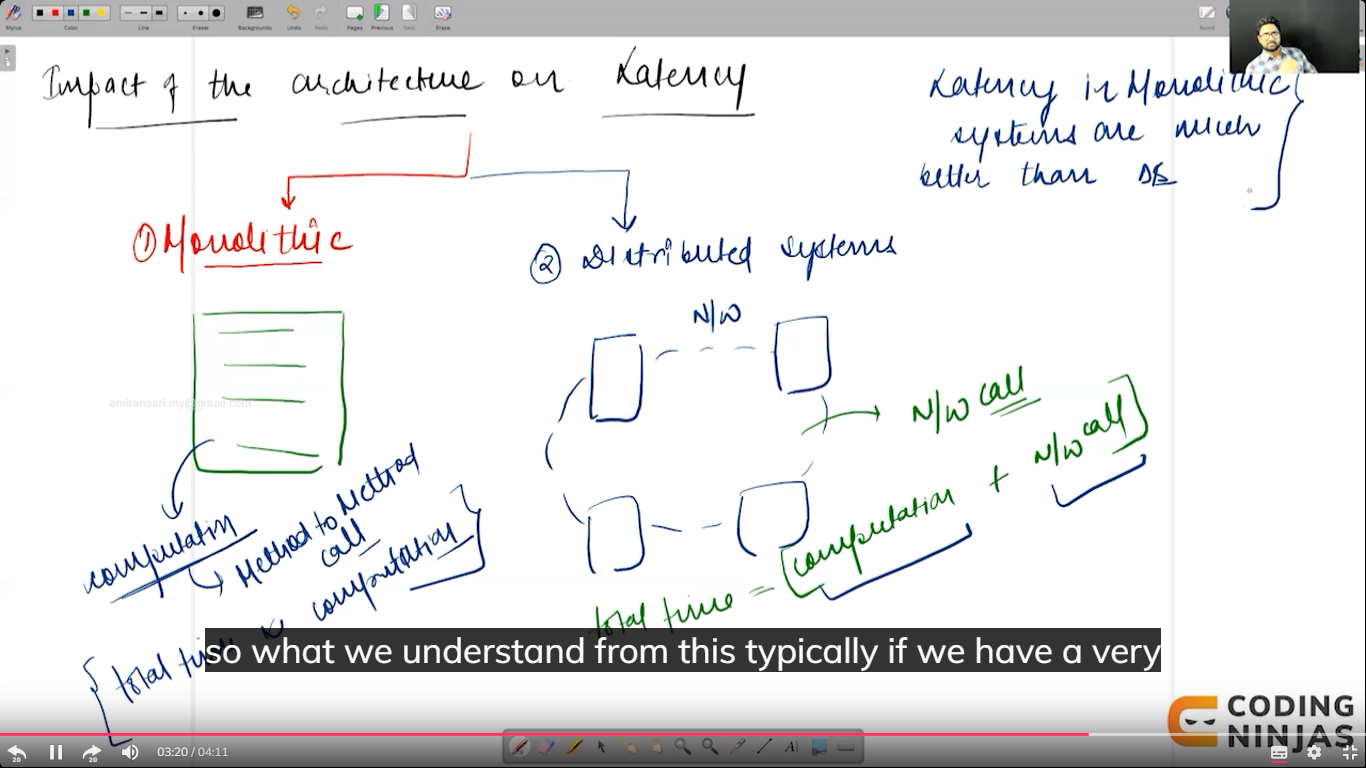 Stylus
Color
Line
Eraser
Backgrounds
Undo
Redo
Pages
Previous
Next
Erase
Board
Impact of the architecture on Latency
Latency in Monolithic
systems are much
better than DS
① Monolithic
② Distributed systems
N/W
amiransari.my@gmail.com
N/W call
computation
Method to Method
call
total time = [computation + N/W call]
total time ∝ computation
so what we understand from this typically if we have a very
CODING
NINJAS
20
20
03:20 / 04:11